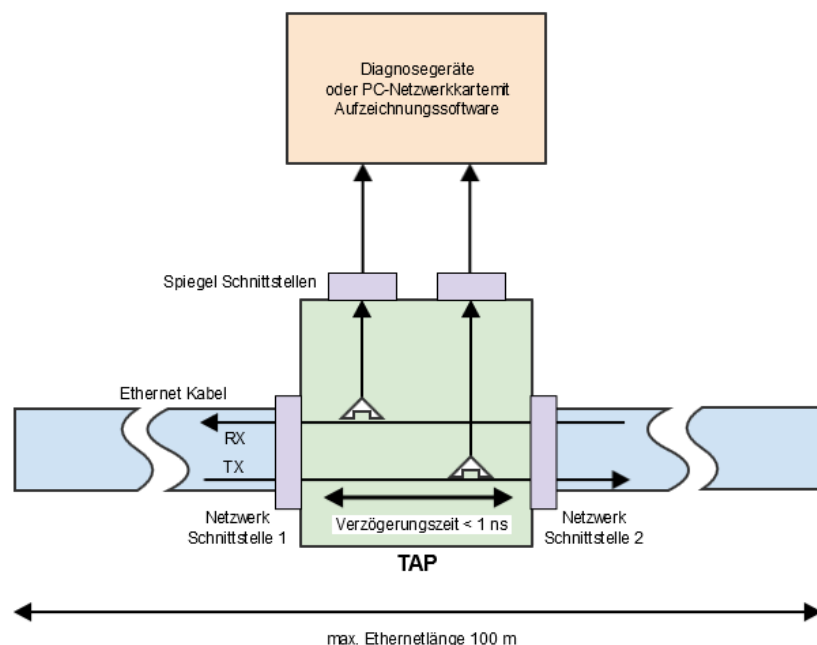 Diagnosegeräte
oder PC-Netzwerkkartemit
Aufzeichnungssoftware
Spiegel Schnittstellen
Ethernet Kabel
RX
TX
Netzwerk
Schnittstelle 1
Verzögerungszeit < 1 ns
Netzwerk
Schnittstelle 2
TAP
max. Ethernetlänge 100 m